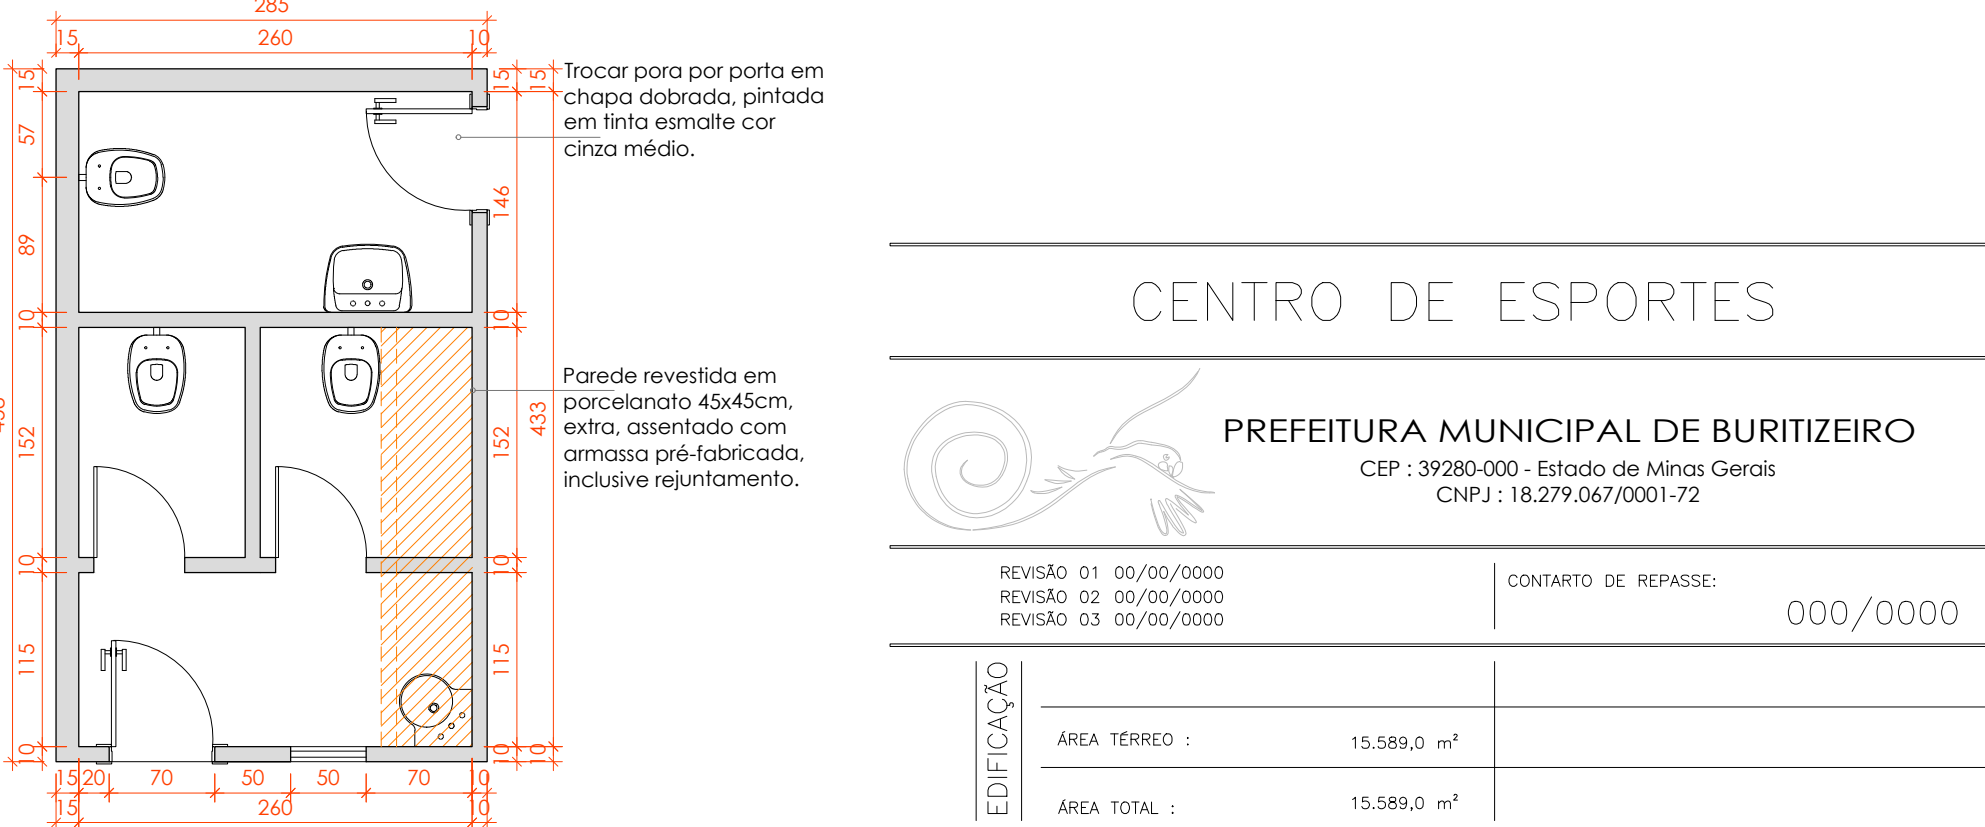 285
15 260 10
15 15 15
Trocar pora por porta em
chapa dobrada, pintada
em tinta esmalte cor
cinza médio.
57
146
89
10 10
Parede revestida em
porcelanato 45x45cm,
extra, assentado com
armassa pré-fabricada,
inclusive rejuntamento.
152 152 433
10 10
115 115
10 10 10
15 20 70 50 50 70 10
15 260 10
CENTRO DE ESPORTES
PREFEITURA MUNICIPAL DE BURITIZEIRO
CEP : 39280-000 - Estado de Minas Gerais
CNPJ : 18.279.067/0001-72
REVISÃO 01 00/00/0000
REVISÃO 02 00/00/0000
REVISÃO 03 00/00/0000
CONTARTO DE REPASSE:
000/0000
EDIFICAÇÃO
ÁREA TÉRREO : 15.589,0 m²
ÁREA TOTAL : 15.589,0 m²